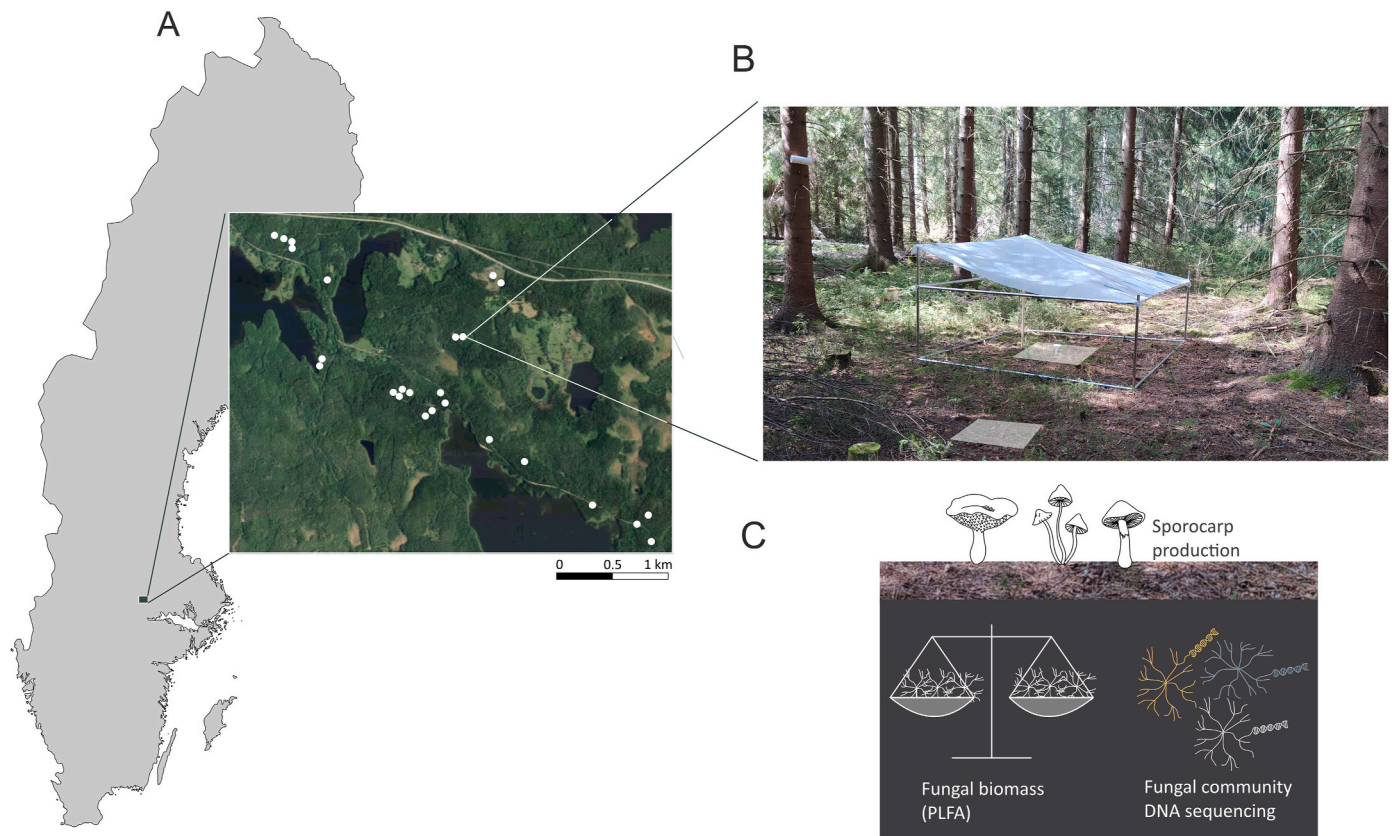 A
B
0 0.5 1 km
C
Sporocarp
production
Fungal biomass
(PLFA)
Fungal community
DNA sequencing